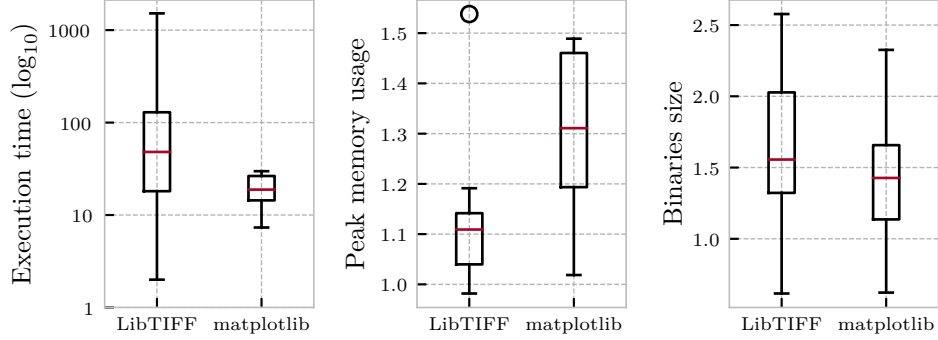 Execution time (log10)
1000
100
10
1
LibTIFF matplotlib
Peak memory usage
1.5
1.4
1.3
1.2
1.1
1.0
LibTIFF matplotlib
Binaries size
2.5
2.0
1.5
1.0
LibTIFF matplotlib